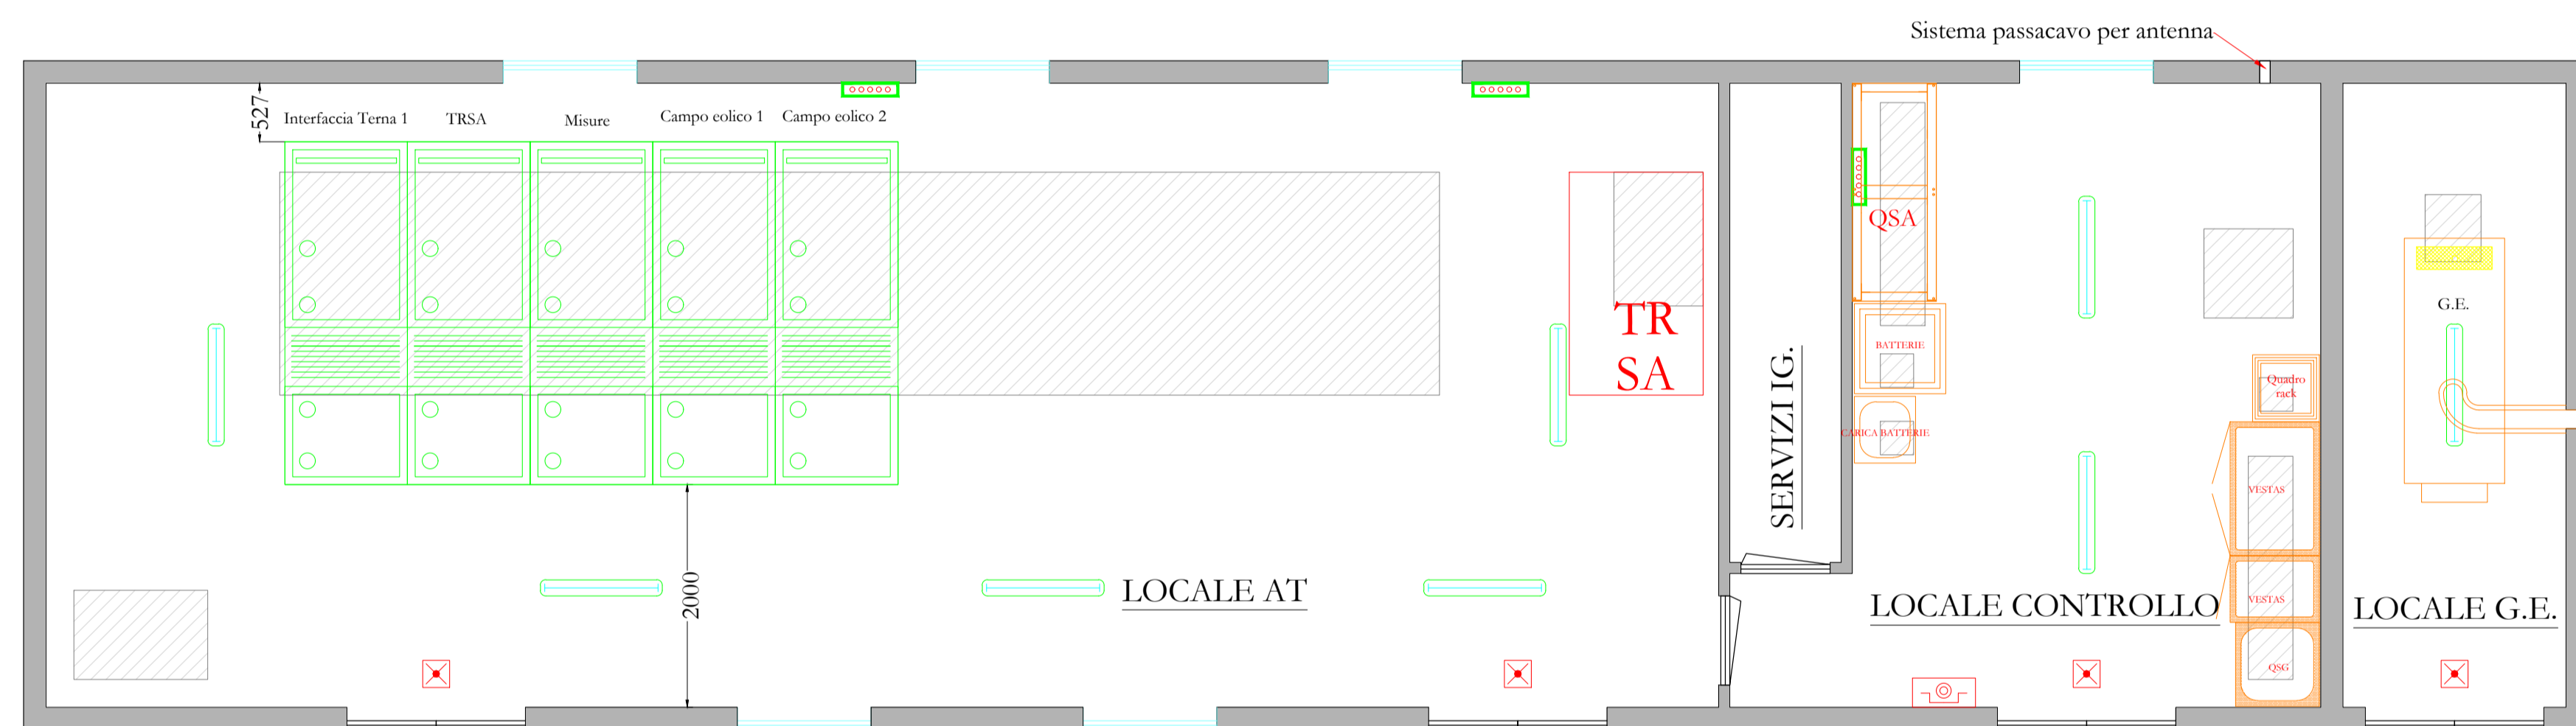 Sistema passacavo per antenna
527
Interfaccia Terna 1
TRSA
Misure
Campo eolico 1
Campo eolico 2
QSA
TR
SA
G.E.
BATTERIE
Quadro
rack
CARICA BATTERIE
SERVIZI IG.
VESTAS
2000
LOCALE AT
VESTAS
LOCALE CONTROLLO
LOCALE G.E.
QSG